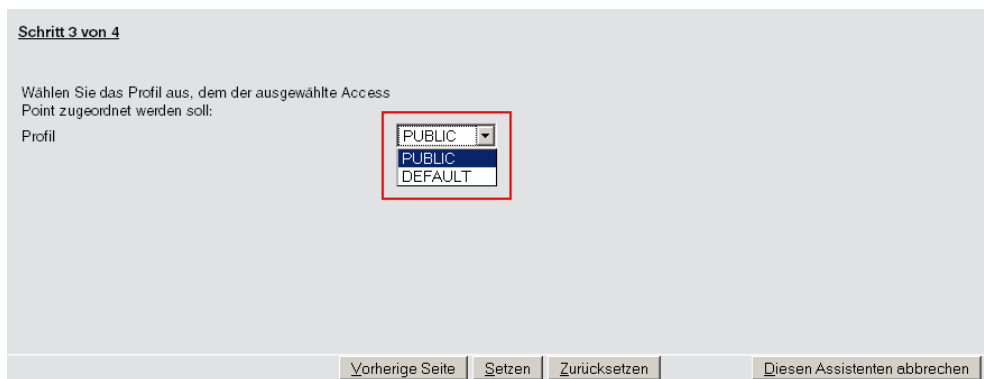 Schritt 3 von 4
Wählen Sie das Profil aus, dem der ausgewählte Access
Point zugeordnet werden soll:
Profil
PUBLIC
PUBLIC
DEFAULT
Vorherige Seite
Setzen
Zurücksetzen
Diesen Assistenten abbrechen